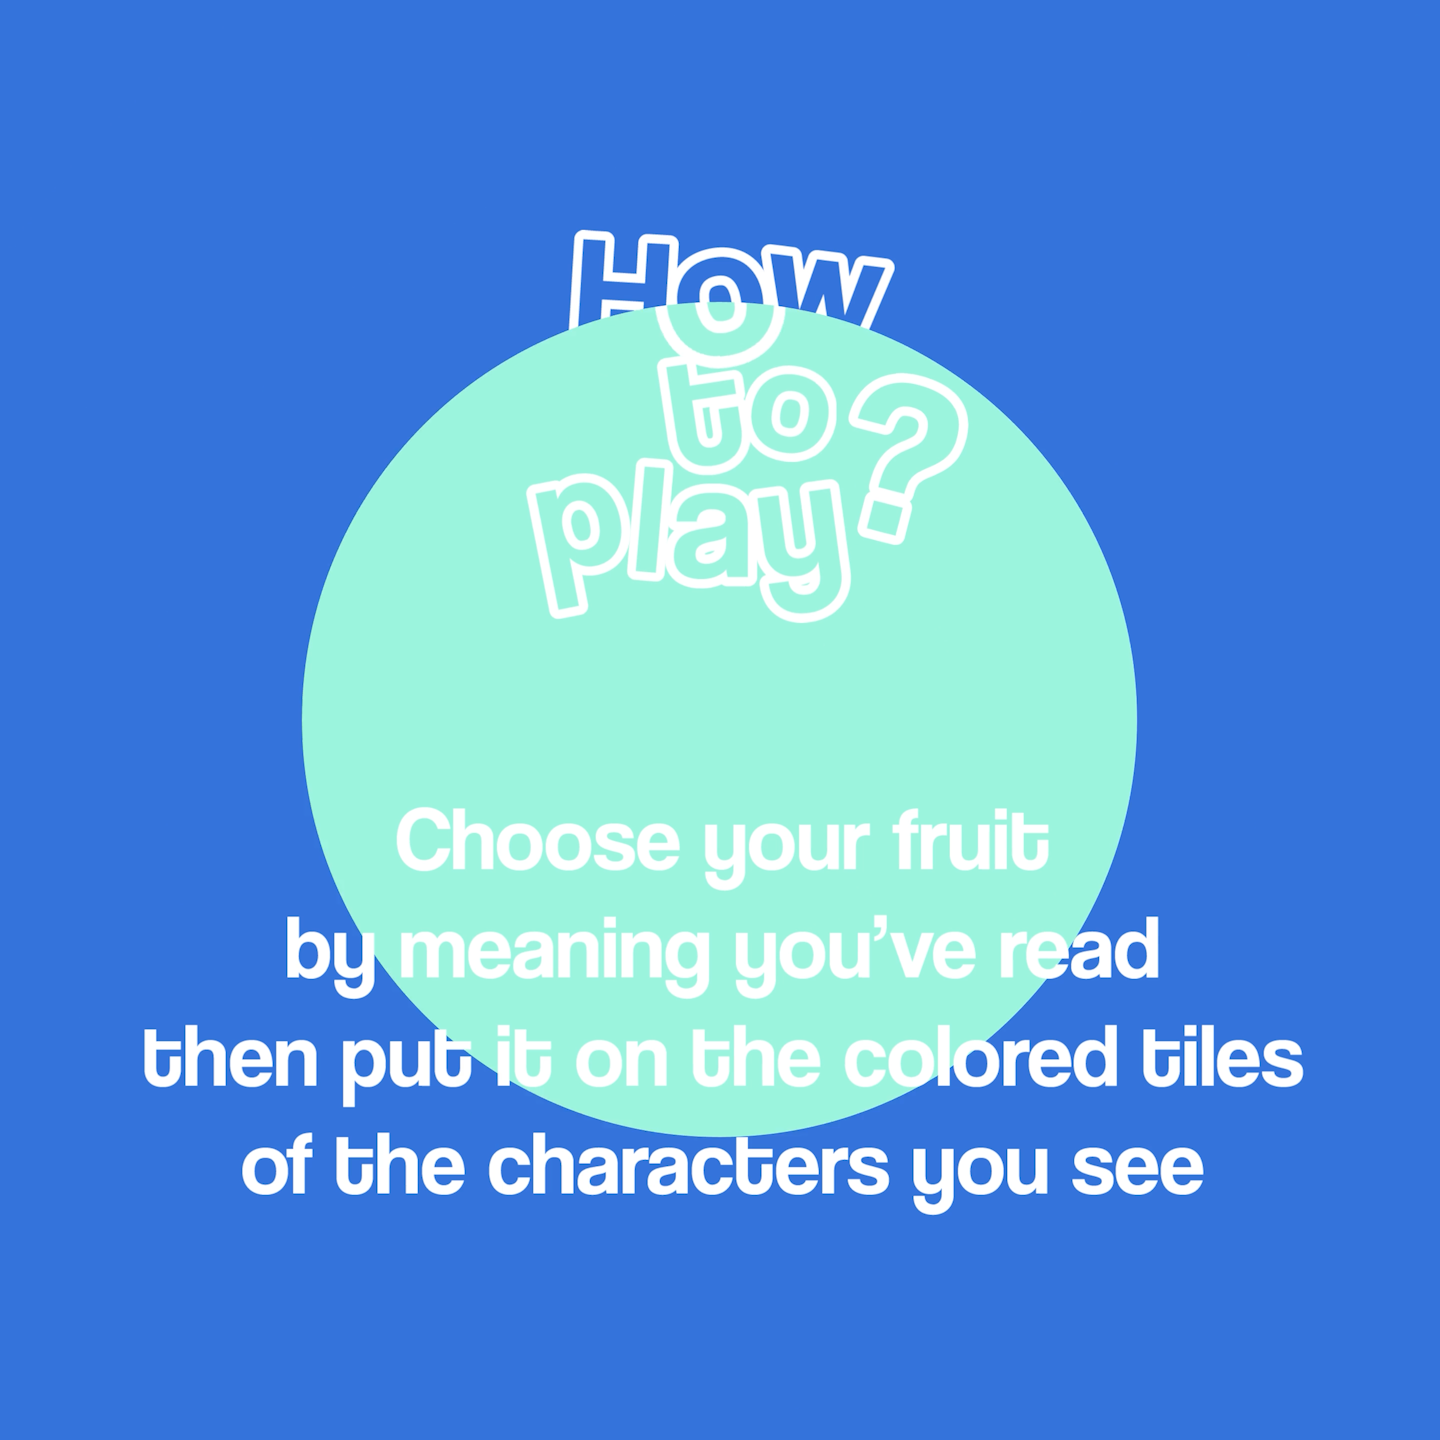 How
to
play?
Choose your fruit
by meaning you’ve read
then put it on the colored tiles
of the characters you see